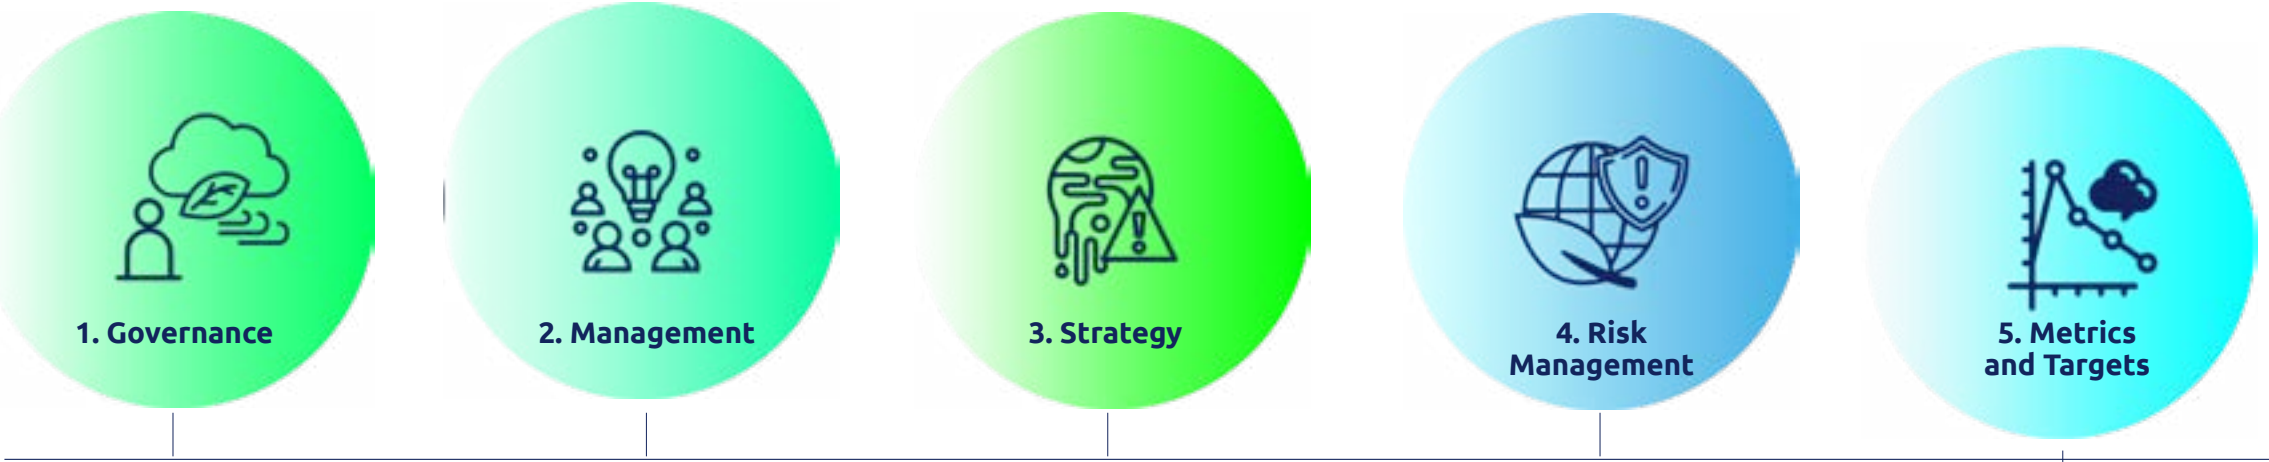 1. Governance
2. Management
3. Strategy
4. Risk
Management
5. Metrics
and Targets